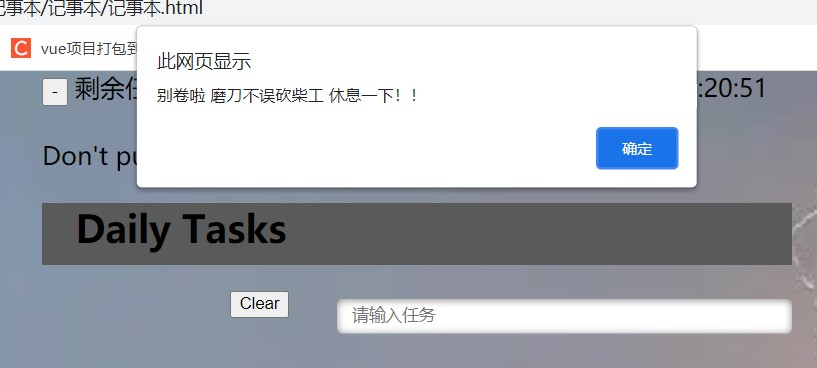 记事本/记事本/记事本.html
vue项目打包到
此网页显示
别卷啦 磨刀不误砍柴工 休息一下！！
确定
- 剩余
:20:51
Don't pu
Daily Tasks
Clear
请输入任务